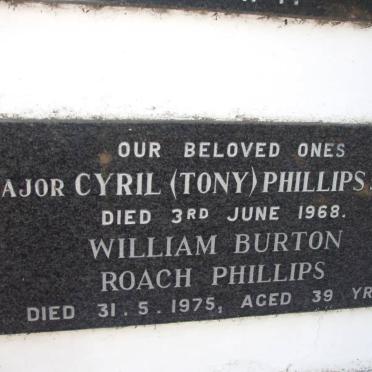 OUR BELOVED ONES
AJOR CYRIL (TONY) PHILLIPS
DIED 3RD JUNE 1968.
WILLIAM BURTON
ROACH PHILLIPS
DIED 31.5.1975, AGED 39 YR